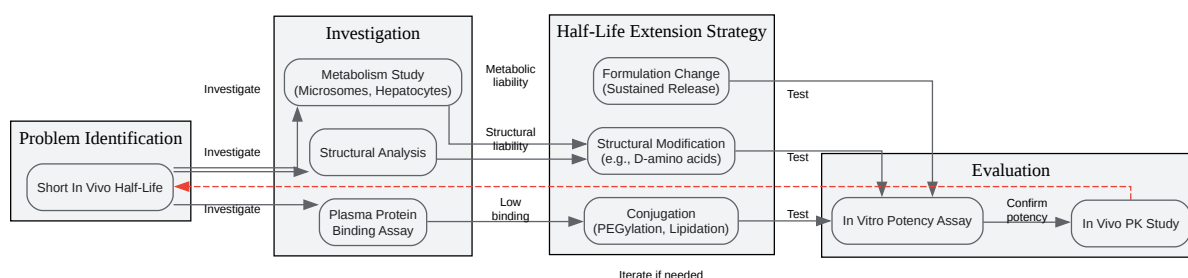 Problem Identification
Short In Vivo Half-Life
Investigate
Investigate
Investigate
Investigation
Metabolism Study
(Microsomes, Hepatocytes)
Structural Analysis
Plasma Protein
Binding Assay
Metabolic
liability
Structural
liability
Low
binding
Half-Life Extension Strategy
Formulation Change
(Sustained Release)
Structural Modification
(e.g., D-amino acids)
Conjugation
(PEGylation, Lipidation)
Test
Test
Test
Evaluation
In Vitro Potency Assay
Confirm
potency
In Vivo PK Study
Iterate if needed